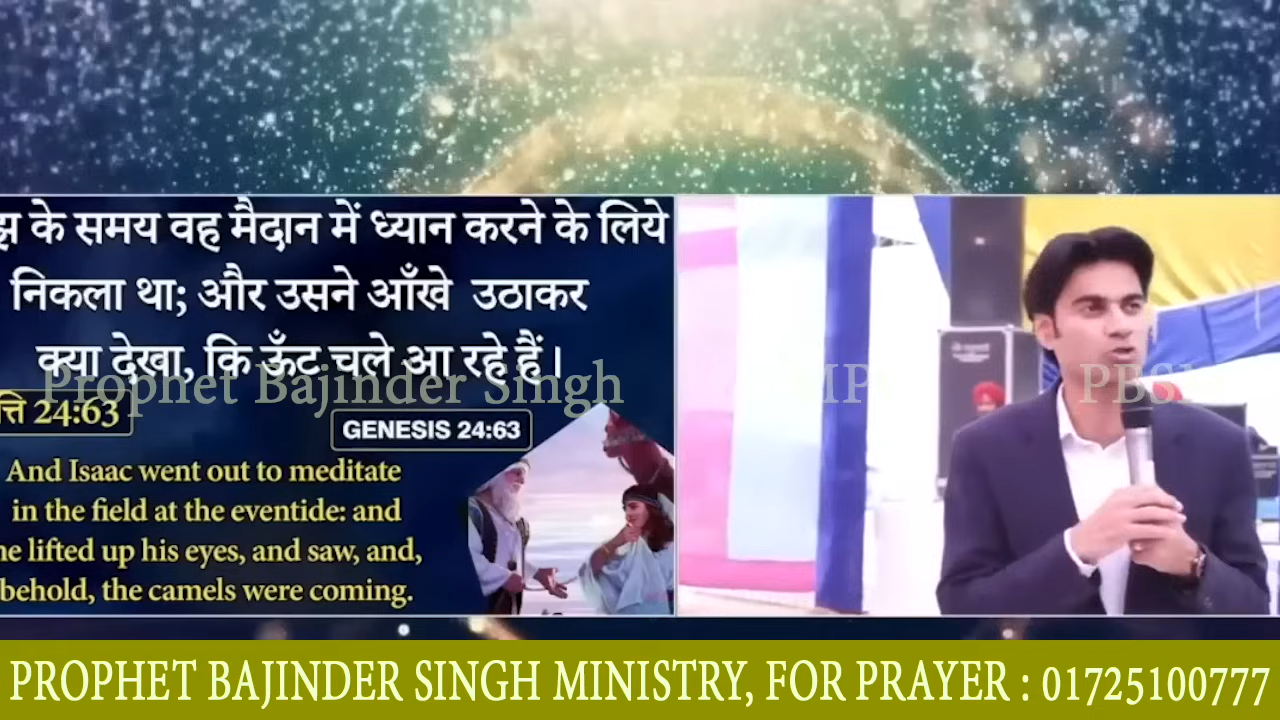 के समय वह मैदान में ध्यान करने के लिये
निकला था; और उसने आँखे उठाकर
क्या देखा, कि ऊँट चले आ रहे हैं।
Prophet Bajinder Singh
24:63
GENESIS 24:63
And Isaac went out to meditate
in the field at the eventide: and
lifted up his eyes, and saw, and,
behold, the camels were coming.
PROPHET BAJINDER SINGH MINISTRY, FOR PRAYER : 01725100777